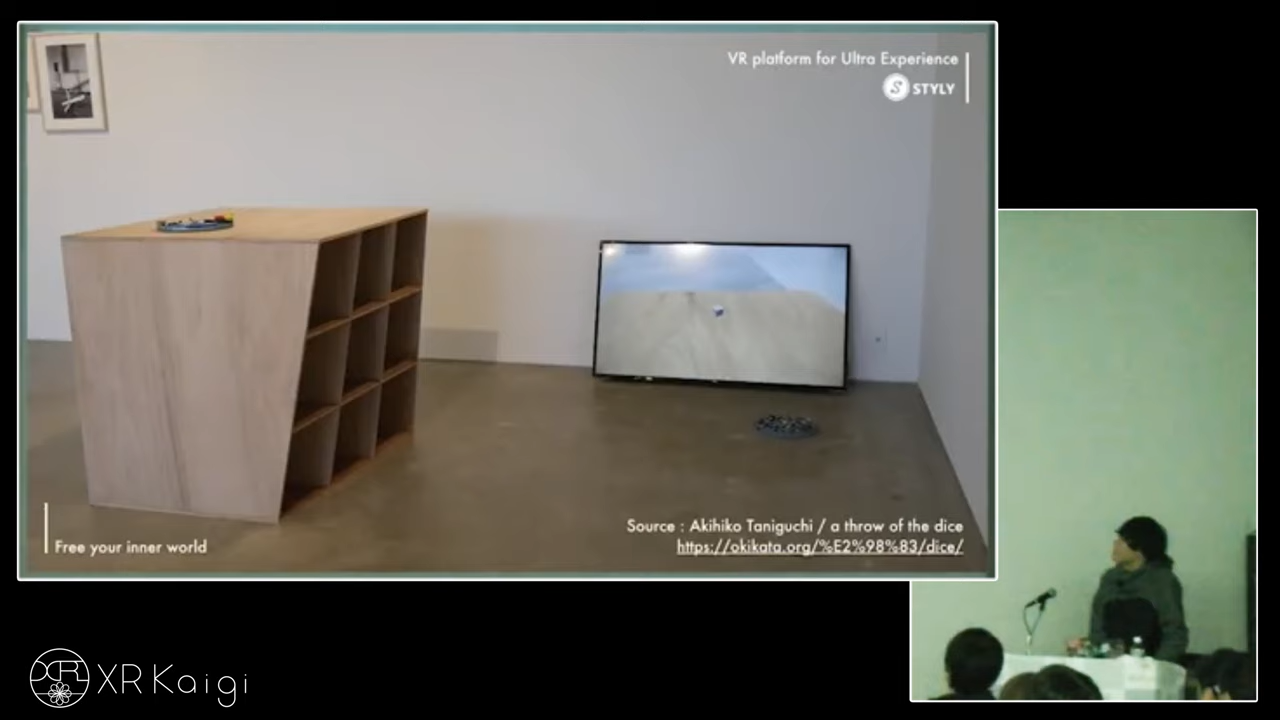 VR platform for Ultra Experience
STYLY
Free your inner world
Source : Akihiko Taniguchi / a throw of the dice
https://okikata.org/%E2%98%83/dice/
XR Kaigi